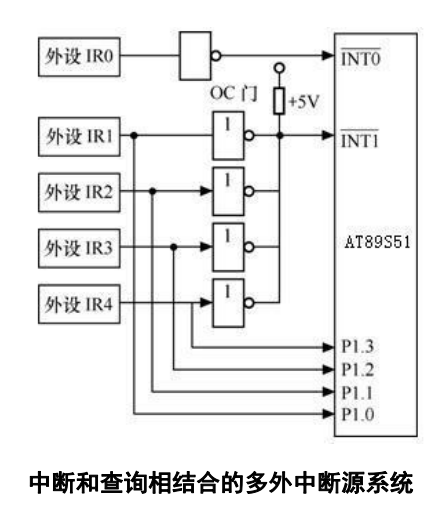 外设 IR0
INT0
OC 门
+5V
外设 IR1
1
INT1
外设 IR2
1
外设 IR3
1
AT89S51
外设 IR4
1
P1.3
P1.2
P1.1
P1.0
中断和查询相结合的多外中断源系统